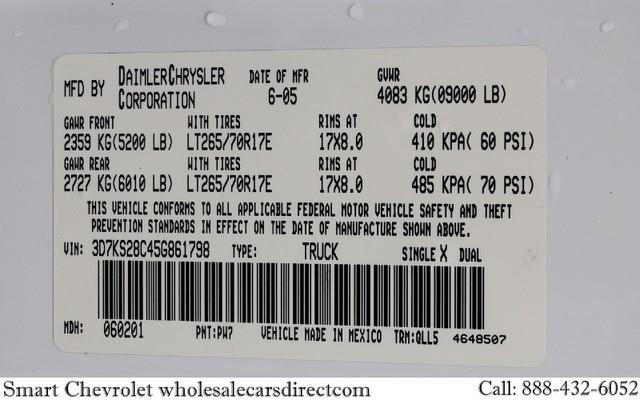 MFD BY DAIMLERCHRYSLER CORPORATION DATE OF MFR 6-05 GVWR 4083 KG(09000 LB)
GAWR FRONT WITH TIRES RIMS AT COLD
2359 KG(5200 LB) LT265/70R17E 17X8.0 410 KPA( 60 PSI)
GAWR REAR WITH TIRES RIMS AT COLD
2727 KG(6010 LB) LT265/70R17E 17X8.0 485 KPA( 70 PSI)
THIS VEHICLE CONFORMS TO ALL APPLICABLE FEDERAL MOTOR VEHICLE SAFETY AND THEFT
PREVENTION STANDARDS IN EFFECT ON THE DATE OF MANUFACTURE SHOWN ABOVE.
VIN: 3D7KS28C45G861798 TYPE: TRUCK SINGLE X DUAL
MDH: 060201 PNT:PW7 VEHICLE MADE IN MEXICO TRM:QLL5 4648507
Smart Chevrolet wholesalecarsdirectcom Call: 888-432-6052